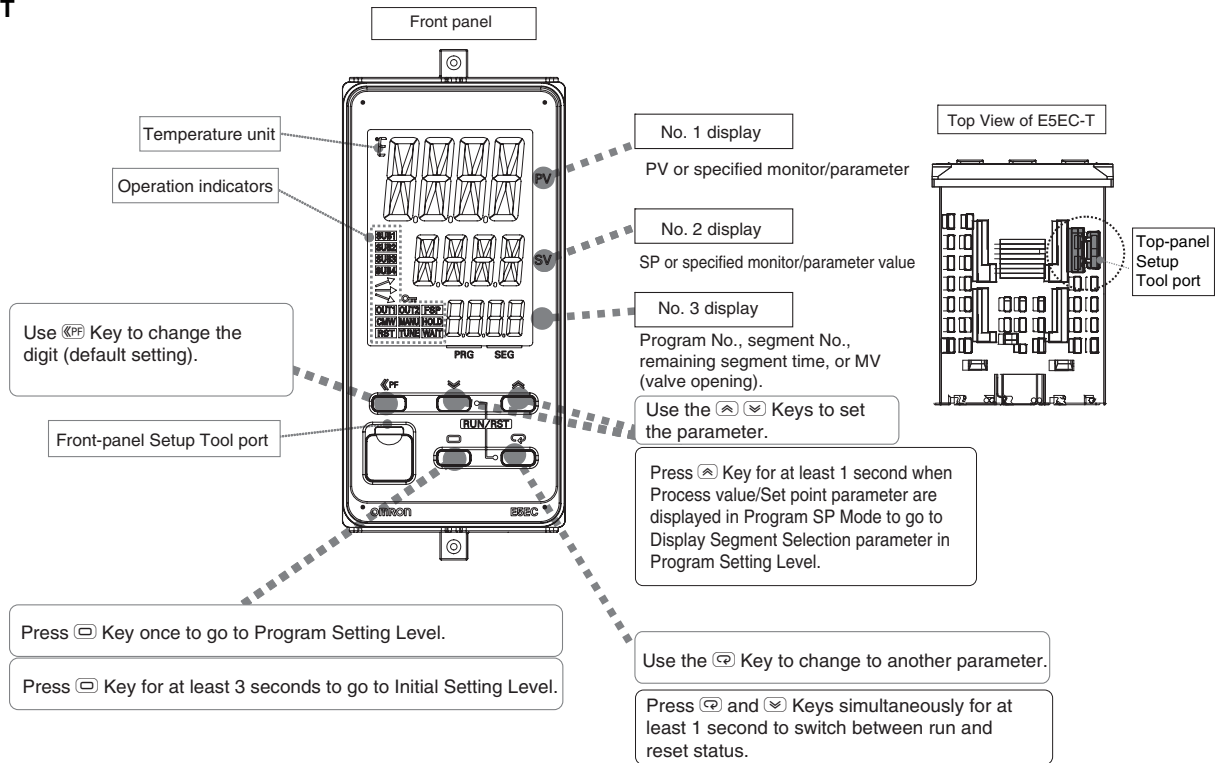 T
Front panel
Temperature unit
Operation indicators
No. 1 display
PV or specified monitor/parameter
No. 2 display
SP or specified monitor/parameter value
No. 3 display
Program No., segment No.,
remaining segment time, or MV
(valve opening).
Top View of E5EC-T
Top-panel
Setup
Tool port
°F
PV
SV
SUB1
SUB2
SUB3
SUB4
OUT1 OUT2 FSP
CMW MANU HOLD
RST TUNE WAIT
PRG SEG
PF
RUN/RST
OMRON E5EC
Use PF Key to change the
digit (default setting).
Front-panel Setup Tool port
Use the Keys to set
the parameter.
Press Key for at least 1 second when
Process value/Set point parameter are
displayed in Program SP Mode to go to
Display Segment Selection parameter in
Program Setting Level.
Press Key once to go to Program Setting Level.
Press Key for at least 3 seconds to go to Initial Setting Level.
Use the Key to change to another parameter.
Press and Keys simultaneously for at
least 1 second to switch between run and
reset status.